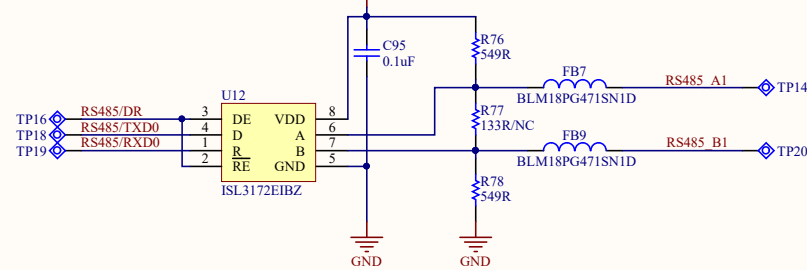 C95
0.1uF
R76
549R
FB7
BLM18PG471SN1D
RS485_A1
TP14
U12
TP16
RS485/DR
3
DE
VDD
8
TP18
RS485/TXD0
4
D
A
6
TP19
RS485/RXD0
1
R
B
7
2
RE
GND
5
ISL3172EIBZ
R77
133R/NC
FB9
BLM18PG471SN1D
RS485_B1
TP20
R78
549R
GND
GND